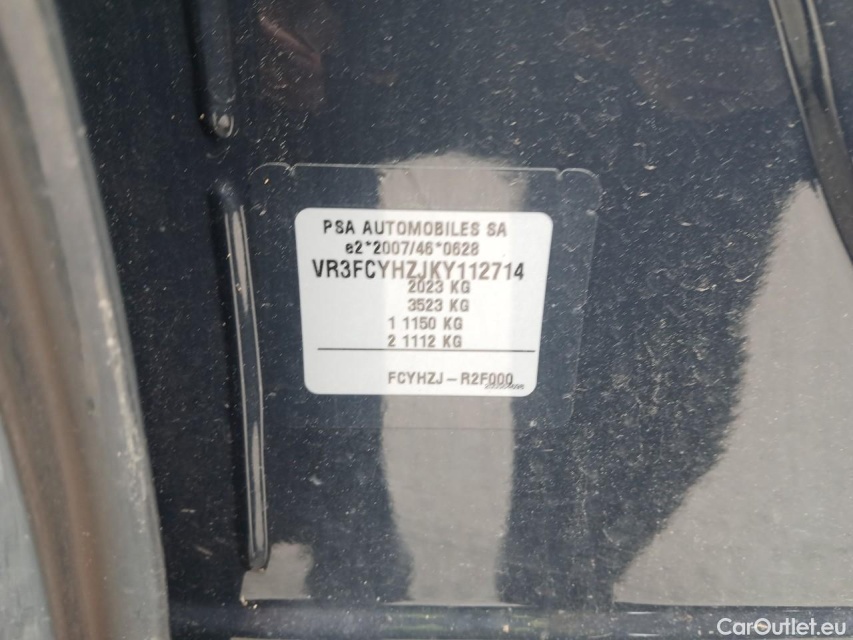 PSA AUTOMOBILES SA
e2*2007/46*0628
VR3FCYHZJKY112714
2023 KG
3523 KG
1 1150 KG
2 1112 KG
FCYHZJ - R2F000
CarOutlet.eu